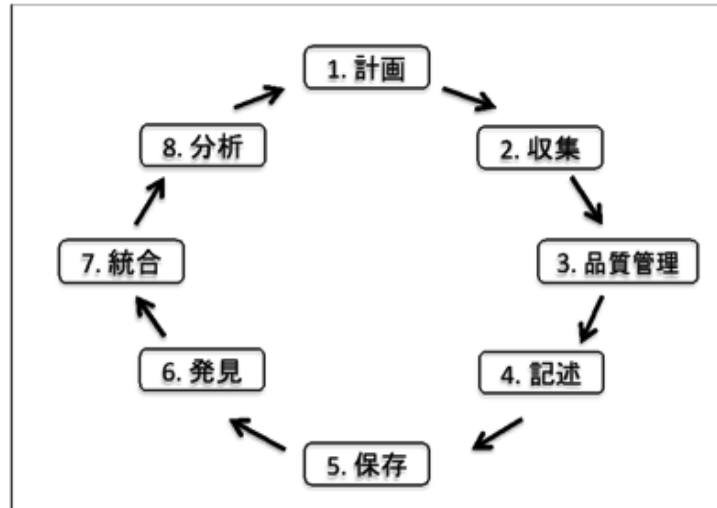 1. 計画
2. 収集
3. 品質管理
4. 記述
5. 保存
6. 発見
7. 統合
8. 分析